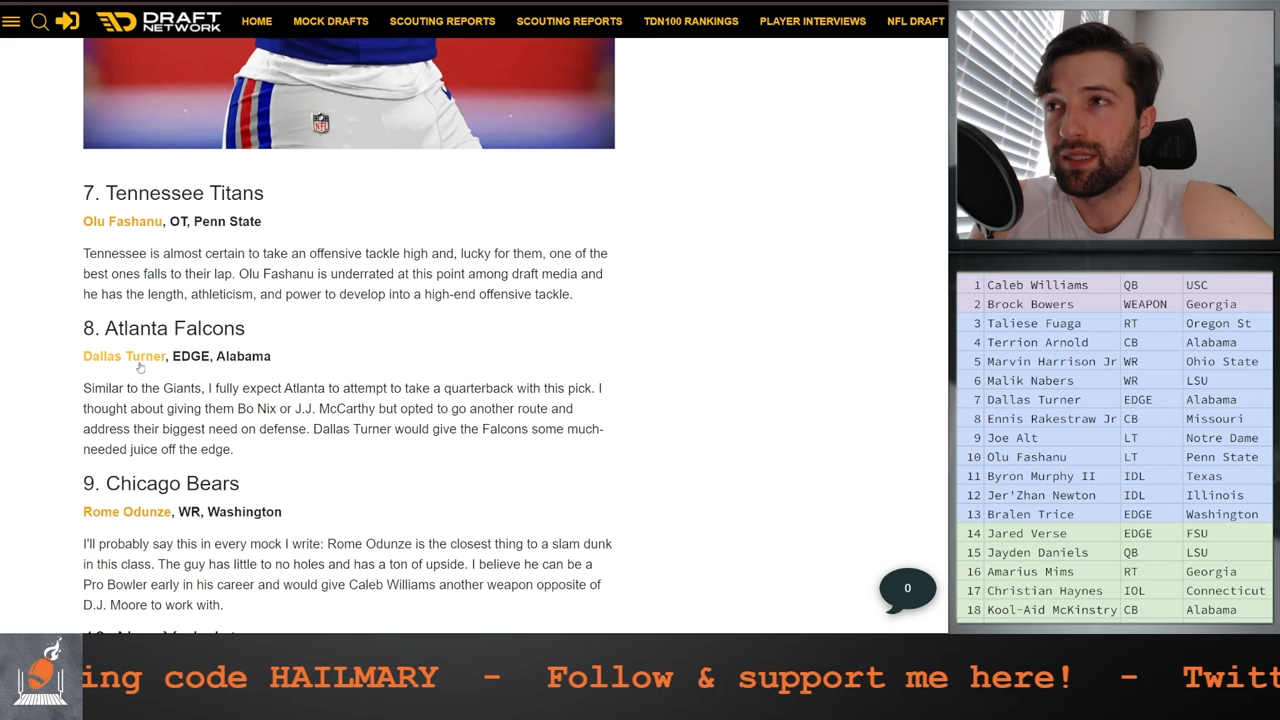 DRAFT NETWORK
HOME MOCK DRAFTS SCOUTING REPORTS SCOUTING REPORTS TDN100 RANKINGS PLAYER INTERVIEWS NFL DRAFT
NFL
7. Tennessee Titans
Olu Fashanu, OT, Penn State
Tennessee is almost certain to take an offensive tackle high and, lucky for them, one of the
best ones falls to their lap. Olu Fashanu is underrated at this point among draft media and
he has the length, athleticism, and power to develop into a high-end offensive tackle.
8. Atlanta Falcons
Dallas Turner, EDGE, Alabama
Similar to the Giants, I fully expect Atlanta to attempt to take a quarterback with this pick. I
thought about giving them Bo Nix or J.J. McCarthy but opted to go another route and
address their biggest need on defense. Dallas Turner would give the Falcons some much-
needed juice off the edge.
9. Chicago Bears
Rome Odunze, WR, Washington
I'll probably say this in every mock I write: Rome Odunze is the closest thing to a slam dunk
in this class. The guy has little to no holes and has a ton of upside. I believe he can be a
Pro Bowler early in his career and would give Caleb Williams another weapon opposite of
D.J. Moore to work with.
0
1 Caleb Williams QB USC
2 Brock Bowers WEAPON Georgia
3 Taliese Fuaga RT Oregon St
4 Terrion Arnold CB Alabama
5 Marvin Harrison Jr WR Ohio State
6 Malik Nabers WR LSU
7 Dallas Turner EDGE Alabama
8 Ennis Rakestraw Jr CB Missouri
9 Joe Alt LT Notre Dame
10 Olu Fashanu LT Penn State
11 Byron Murphy II IDL Texas
12 Jer'Zhan Newton IDL Illinois
13 Bralen Trice EDGE Washington
14 Jared Verse EDGE FSU
15 Jayden Daniels QB LSU
16 Amarius Mims RT Georgia
17 Christian Haynes IOL Connecticut
18 Kool-Aid McKinstry CB Alabama
ing code HAILMARY - Follow & support me here! - Twitt